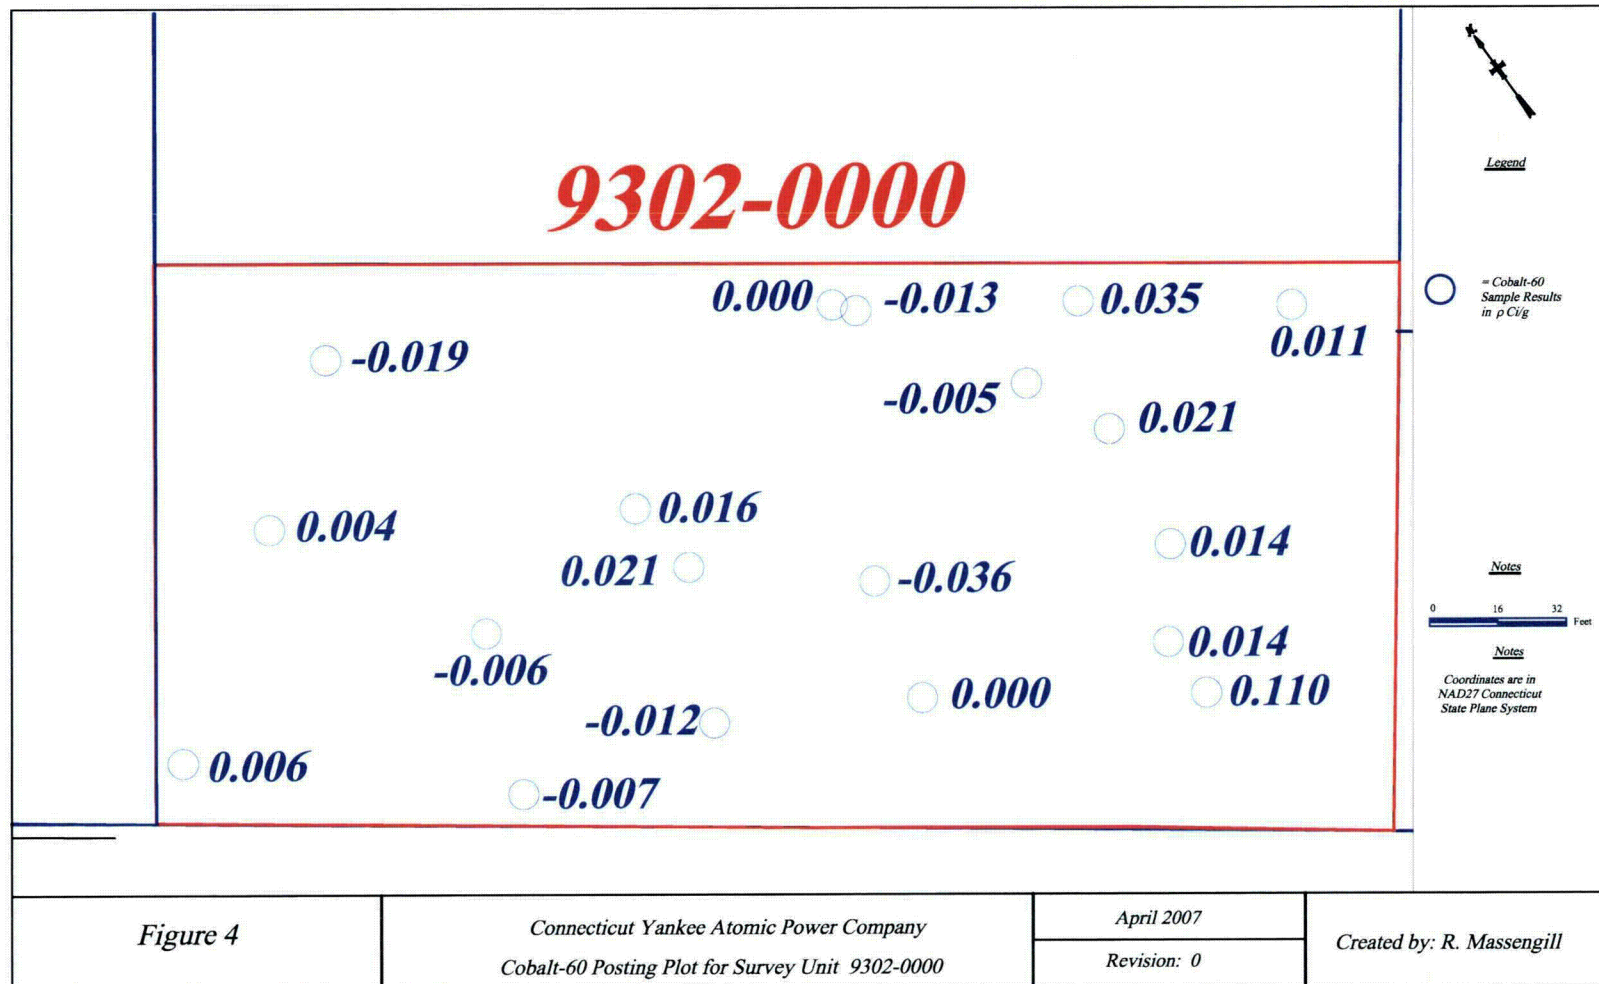 9302-0000
0.000
-0.013
0.035
0.011
-0.019
-0.005
0.021
0.016
0.004
0.021
-0.036
0.014
-0.006
0.014
0.000
0.110
-0.012
0.006
-0.007
Legend
= Cobalt-60
Sample Results
in ρ Ci/g
Notes
0 16 32
Feet
Notes
Coordinates are in
NAD27 Connecticut
State Plane System
Figure 4
Connecticut Yankee Atomic Power Company
Cobalt-60 Posting Plot for Survey Unit 9302-0000
April 2007
Revision: 0
Created by: R. Massengill